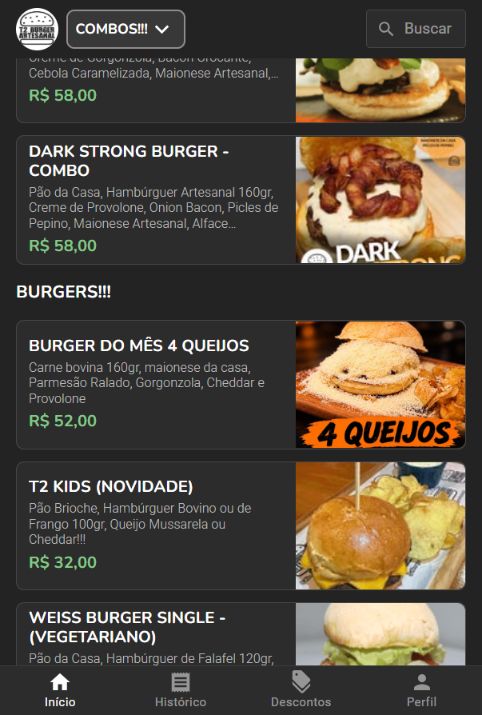 T2 BURGER
ARTESANAL
COMBOS!!!
Buscar
Creme de Gorgonzola, Bacon Crocante,
Cebola Caramelizada, Maionese Artesanal,...
R$ 58,00
DARK STRONG BURGER -
COMBO
Pão da Casa, Hambúrguer Artesanal 160gr,
Creme de Provolone, Onion Bacon, Picles de
Pepino, Maionese Artesanal, Alface...
R$ 58,00
DARK
STRONG
BURGERS!!!
BURGER DO MÊS 4 QUEIJOS
Carne bovina 160gr, maionese da casa,
Parmesão Ralado, Gorgonzola, Cheddar e
Provolone
R$ 52,00
4 QUEIJOS
T2 KIDS (NOVIDADE)
Pão Brioche, Hambúrguer Bovino ou de
Frango 100gr, Queijo Mussarela ou
Cheddar!!!
R$ 32,00
WEISS BURGER SINGLE -
(VEGETARIANO)
Pão da Casa, Hambúrguer de Falafel 120gr,
Início
Histórico
Descontos
Perfil